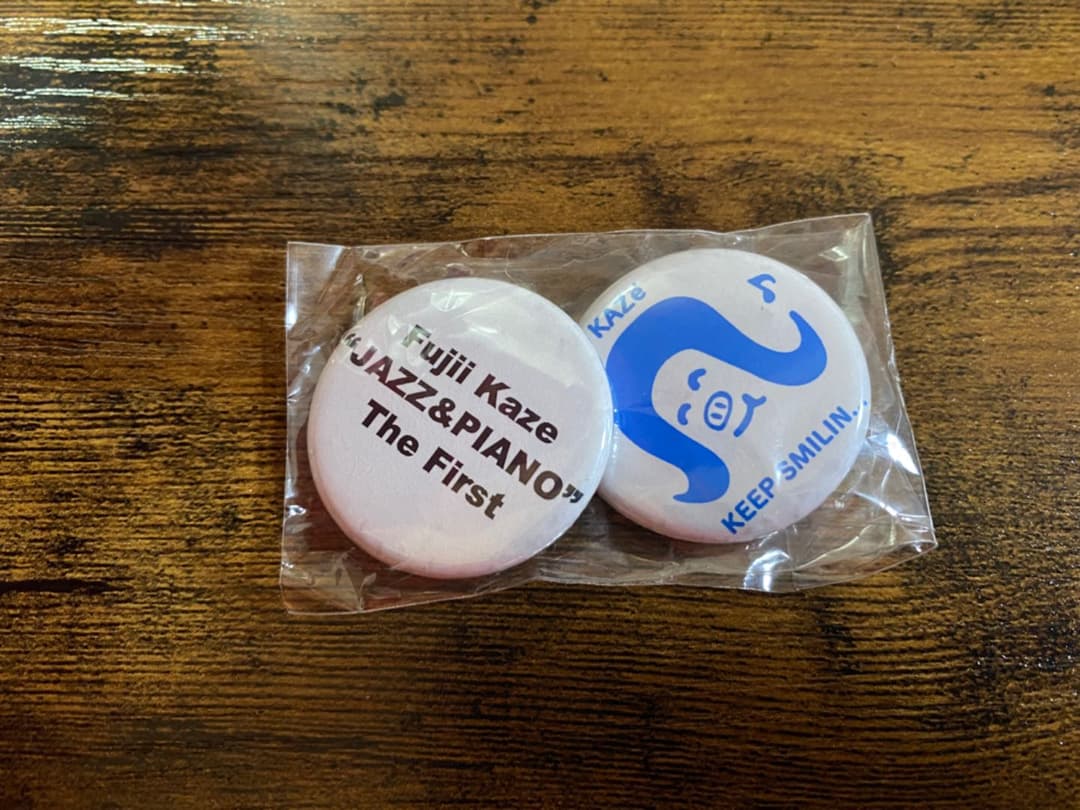 Fujii Kaze
“JAZZ&PIANO”
The First
KAZe
KEEP SMILIN..